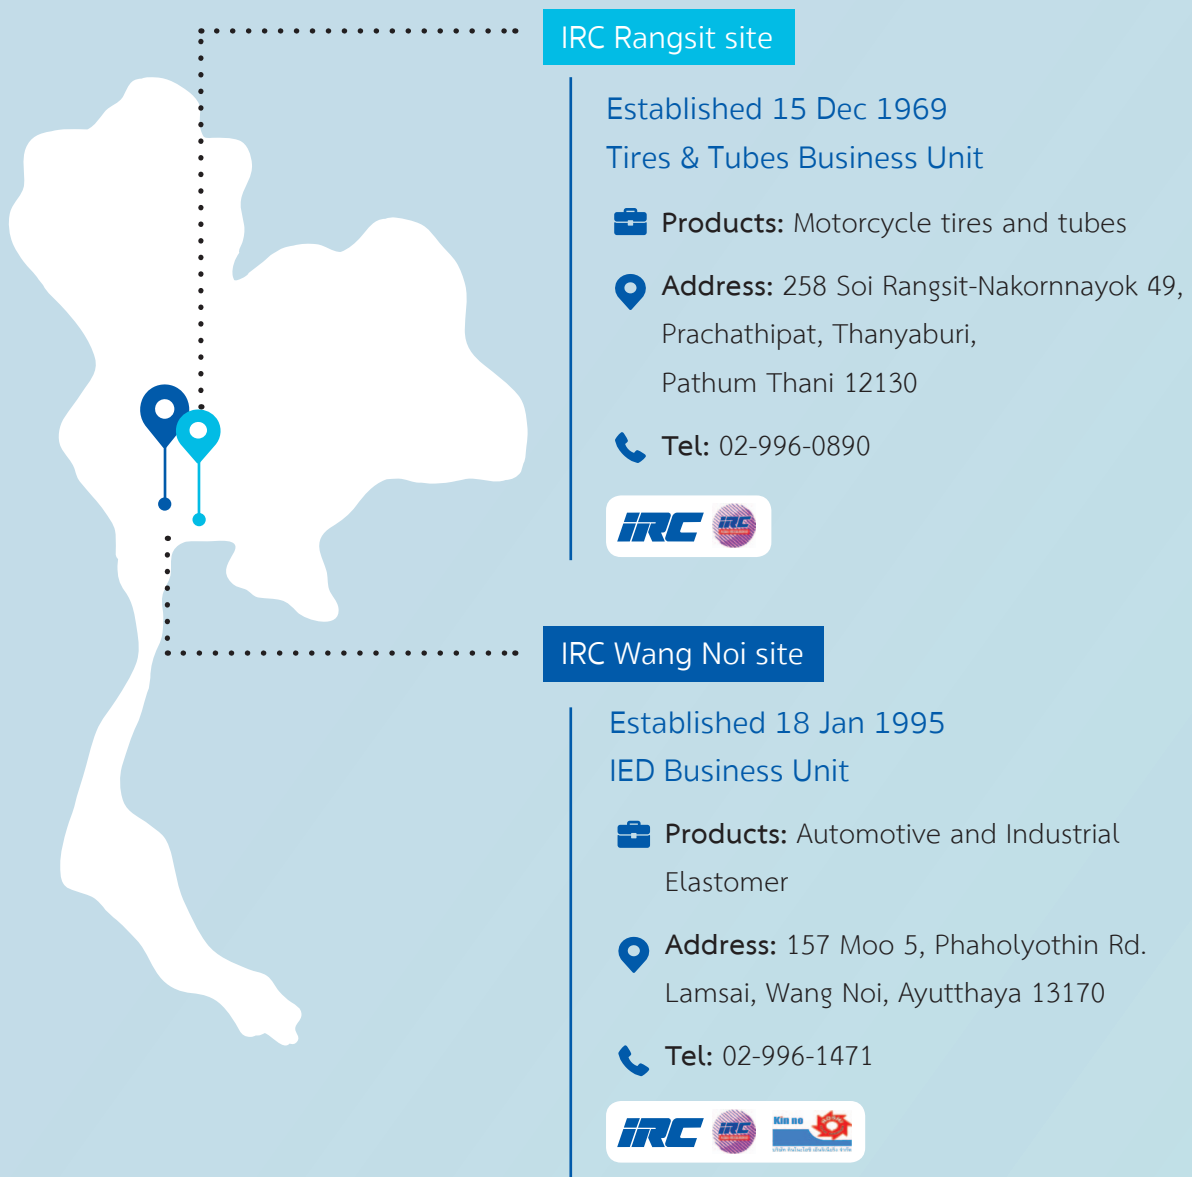 IRC Rangsit site
Established 15 Dec 1969
Tires & Tubes Business Unit
Products: Motorcycle tires and tubes
Address: 258 Soi Rangsit-Nakornnayok 49,
Prachathipat, Thanyaburi,
Pathum Thani 12130
Tel: 02-996-0890
IRC IRC
IRC Wang Noi site
Established 18 Jan 1995
IED Business Unit
Products: Automotive and Industrial
Elastomer
Address: 157 Moo 5, Phaholyothin Rd.
Lamsai, Wang Noi, Ayutthaya 13170
Tel: 02-996-1471
IRC IRC Kin no